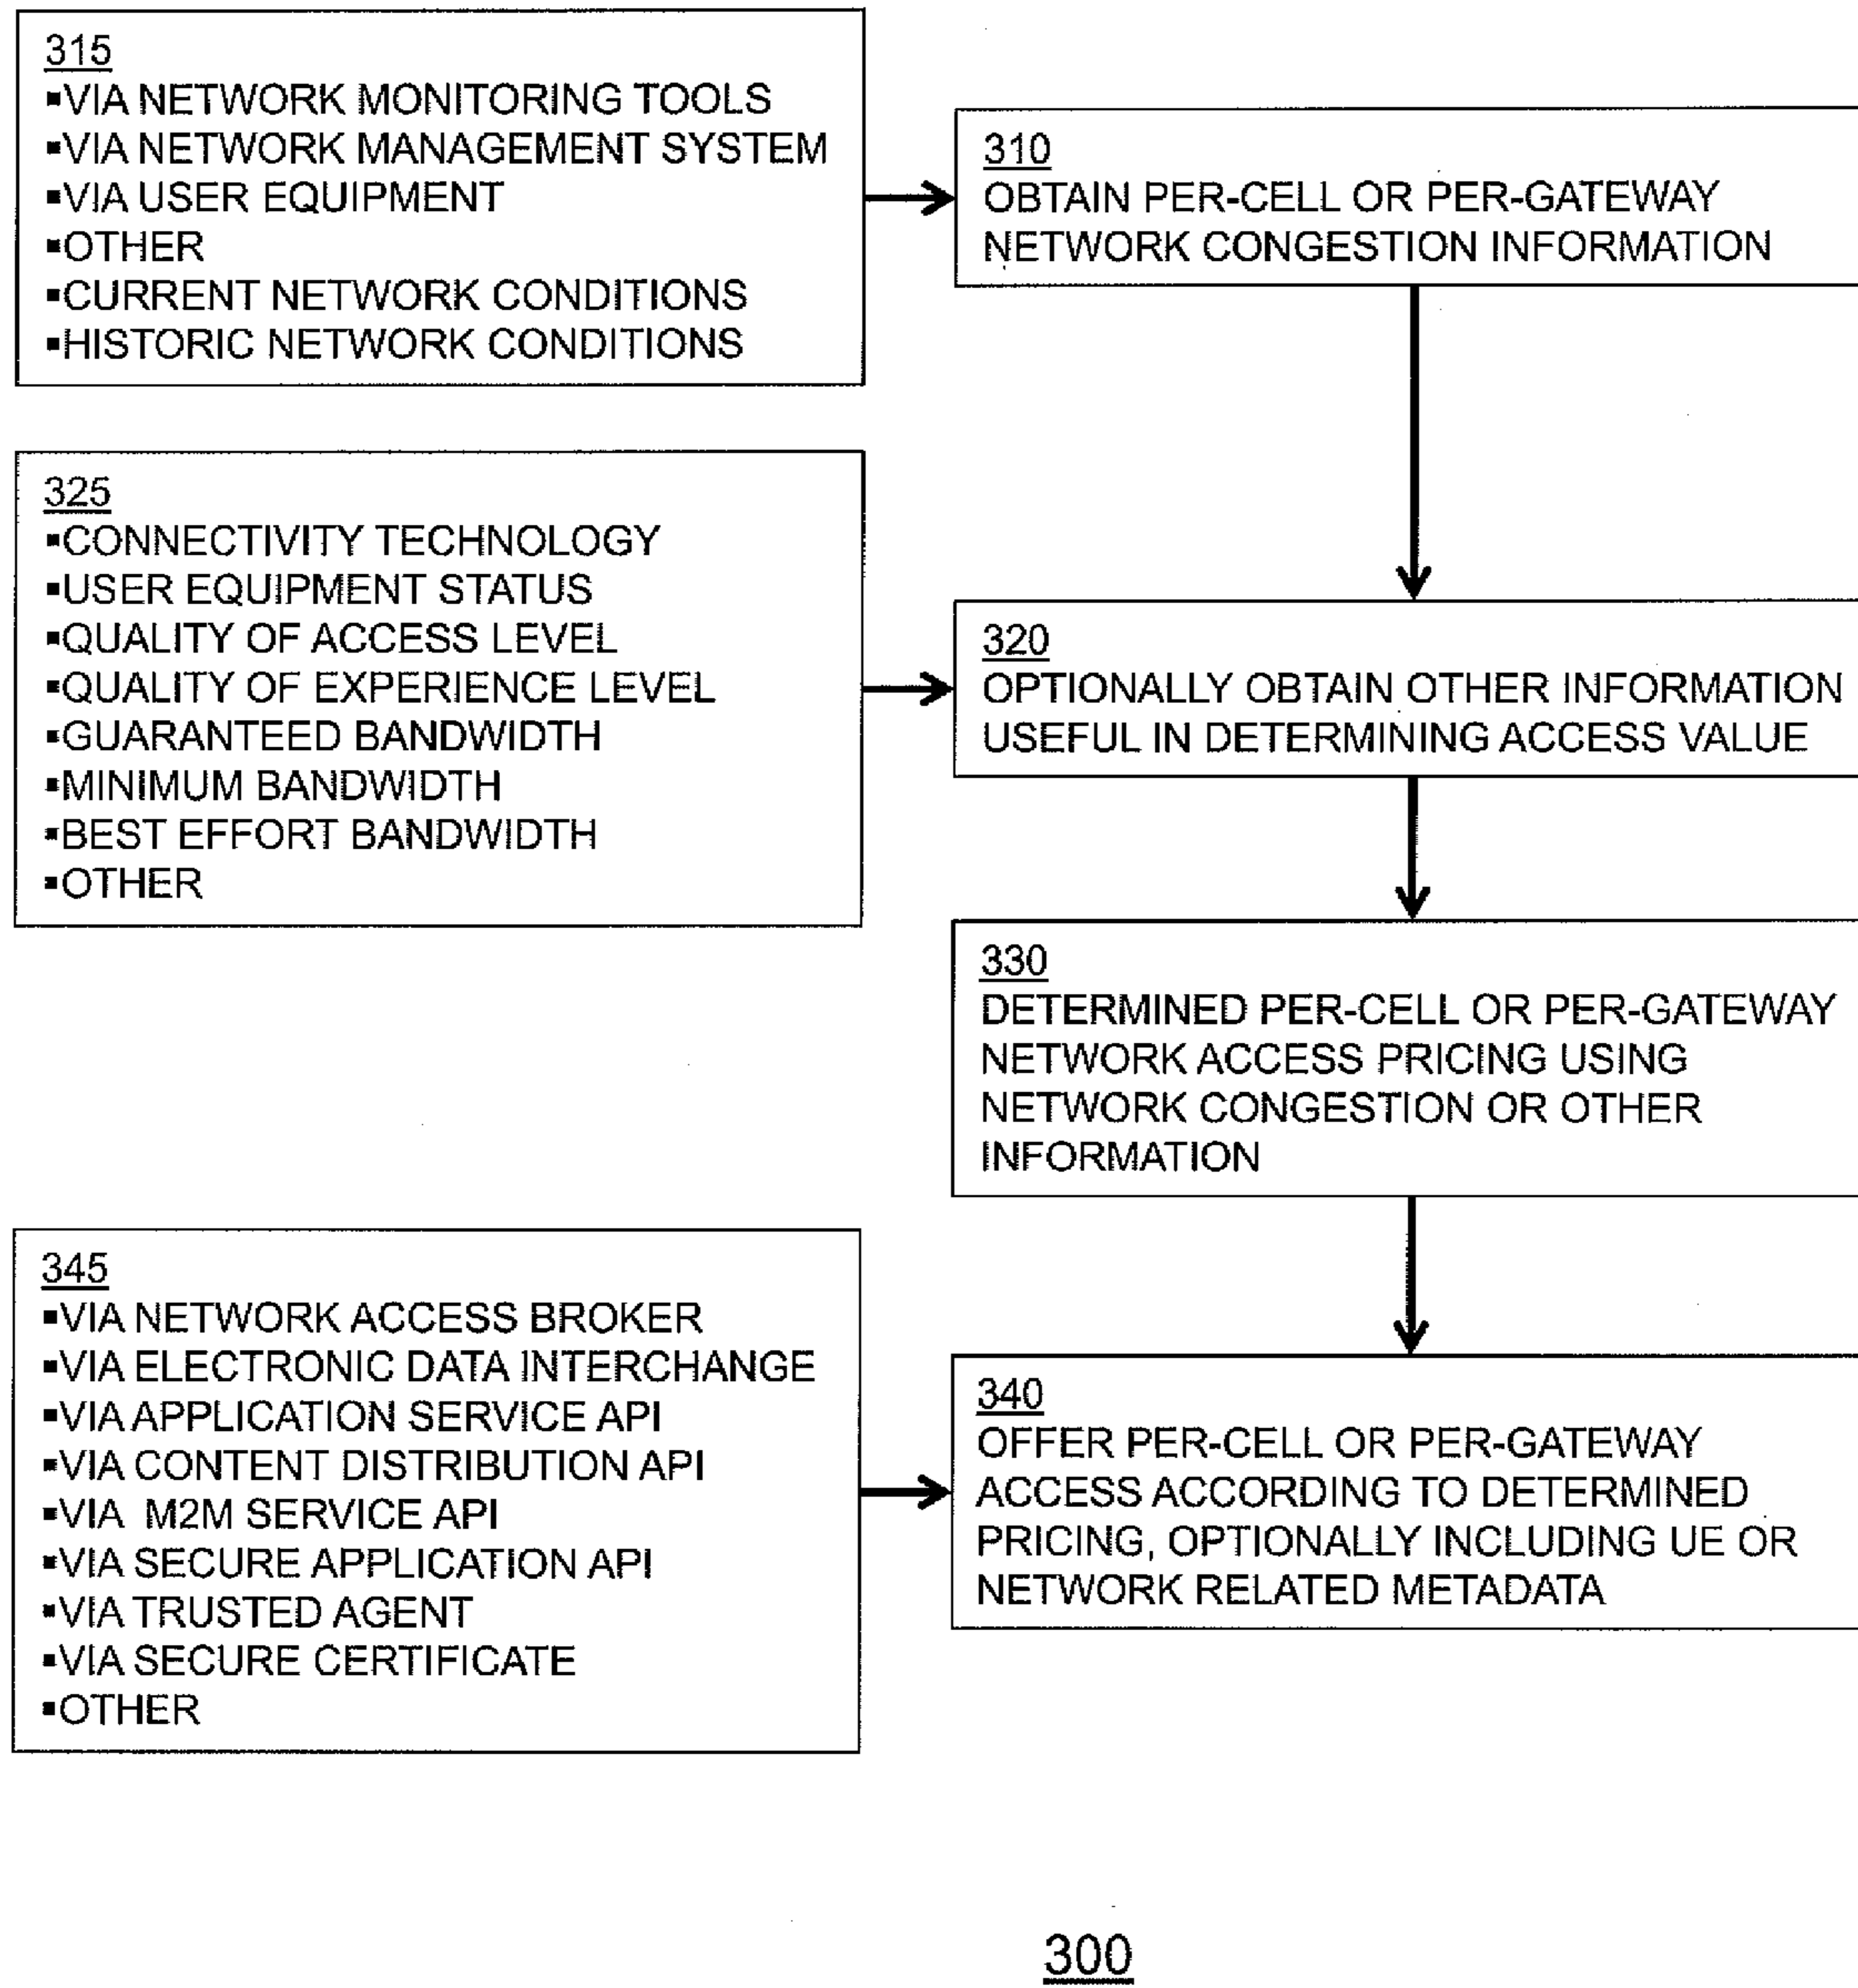 315
▪VIA NETWORK MONITORING TOOLS
▪VIA NETWORK MANAGEMENT SYSTEM
▪VIA USER EQUIPMENT
▪OTHER
▪CURRENT NETWORK CONDITIONS
▪HISTORIC NETWORK CONDITIONS
310
OBTAIN PER-CELL OR PER-GATEWAY
NETWORK CONGESTION INFORMATION
325
▪CONNECTIVITY TECHNOLOGY
▪USER EQUIPMENT STATUS
▪QUALITY OF ACCESS LEVEL
▪QUALITY OF EXPERIENCE LEVEL
▪GUARANTEED BANDWIDTH
▪MINIMUM BANDWIDTH
▪BEST EFFORT BANDWIDTH
▪OTHER
320
OPTIONALLY OBTAIN OTHER INFORMATION
USEFUL IN DETERMINING ACCESS VALUE
330
DETERMINED PER-CELL OR PER-GATEWAY
NETWORK ACCESS PRICING USING
NETWORK CONGESTION OR OTHER
INFORMATION
345
▪VIA NETWORK ACCESS BROKER
▪VIA ELECTRONIC DATA INTERCHANGE
▪VIA APPLICATION SERVICE API
▪VIA CONTENT DISTRIBUTION API
▪VIA M2M SERVICE API
▪VIA SECURE APPLICATION API
▪VIA TRUSTED AGENT
▪VIA SECURE CERTIFICATE
▪OTHER
340
OFFER PER-CELL OR PER-GATEWAY
ACCESS ACCORDING TO DETERMINED
PRICING, OPTIONALLY INCLUDING UE OR
NETWORK RELATED METADATA
300